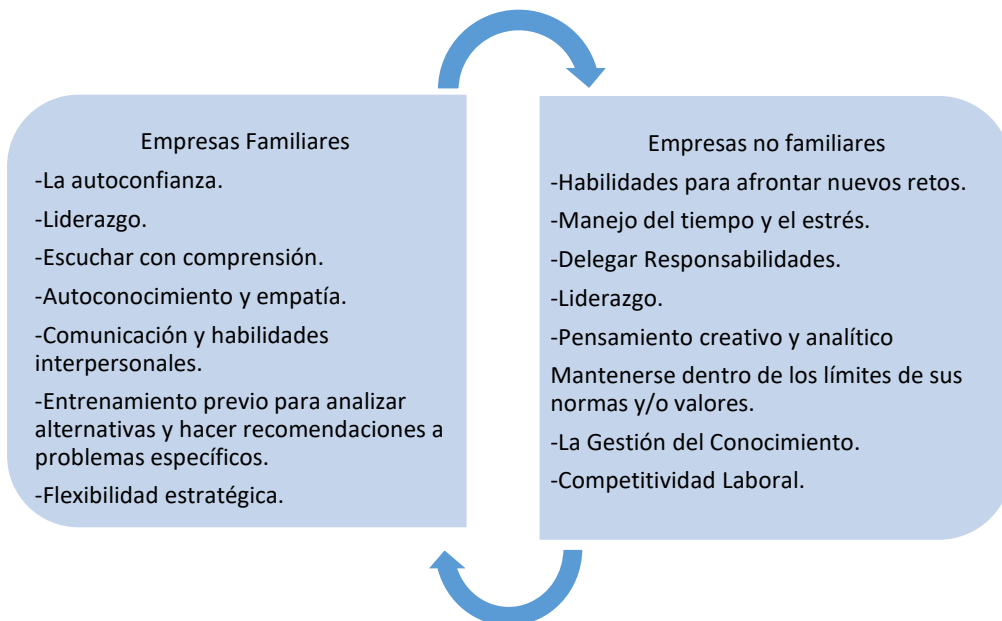 Empresas Familiares
-La autoconfianza.
-Liderazgo.
-Escuchar con comprensión.
-Autoconocimiento y empatía.
-Comunicación y habilidades
interpersonales.
-Entrenamiento previo para analizar
alternativas y hacer recomendaciones a
problemas específicos.
-Flexibilidad estratégica.
Empresas no familiares
-Habilidades para afrontar nuevos retos.
-Manejo del tiempo y el estrés.
-Delegar Responsabilidades.
-Liderazgo.
-Pensamiento creativo y analítico
Mantenerse dentro de los límites de sus
normas y/o valores.
-La Gestión del Conocimiento.
-Competitividad Laboral.